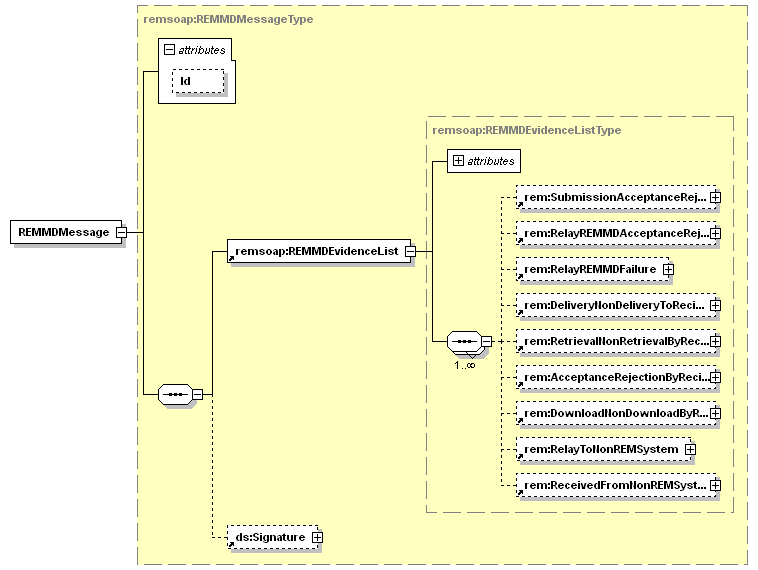 remsoap:REMMDMessageType
attributes
Id
remsoap:REMMDEvidenceListType
attributes
rem:SubmissionAcceptanceRej...
REMMDMessage
remsoap:REMMDEvidenceList
rem:RelayREMMDAcceptanceRej...
rem:RelayREMMDFailure
rem:DeliveryNonDeliveryToReci...
rem:RetrievalNonRetrievalByRec...
1..∞
rem:AcceptanceRejectionByReci...
rem:DownloadNonDownloadByR...
rem:RelayToNonREMSystem
rem:ReceivedFromNonREMSyst...
ds:Signature